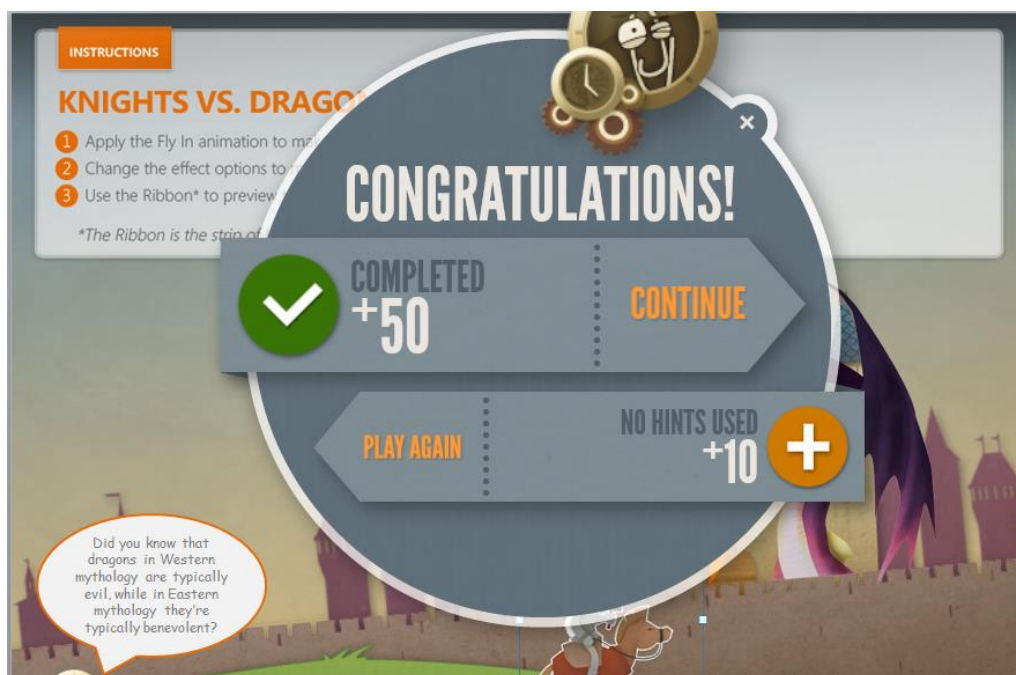 INSTRUCTIONS
KNIGHTS VS.
1 Apply the Fly In animation to
2 Change the effect options to
3 Use the Ribbon* to preview
*The Ribbon is the strip of
CONGRATULATIONS!
COMPLETED
+50
CONTINUE
PLAY AGAIN
NO HINTS USED
+10
Did you know that
dragons in Western
mythology are typically
evil, while in Eastern
mythology they're
typically benevolent?